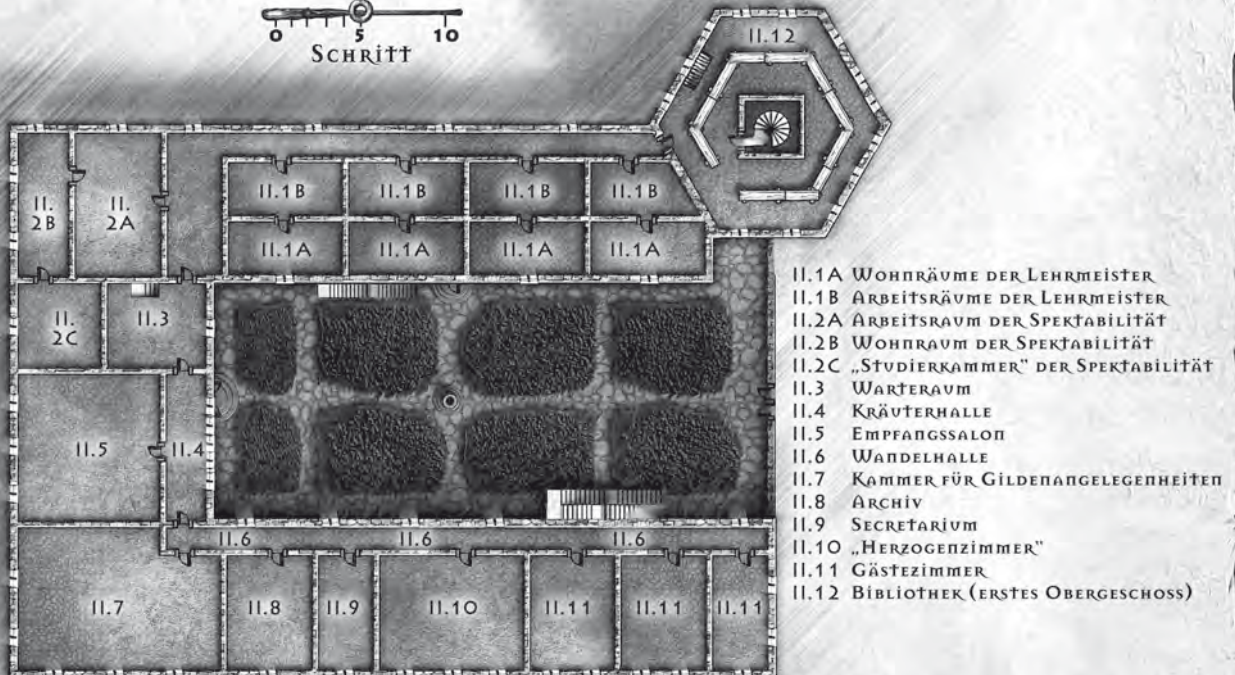 0 5 10
Schritt
II.12
II.1B II.1B II.1B II.1B
II.
2B
II.
2A
II.1A II.1A II.1A II.1A
II.
2C
II.3
II.5
II.4
II.6 II.6 II.6
II.7 II.8 II.9 II.10 II.11 II.11 II.11
II.1A Wohnräume der Lehrmeister
II.1B Arbeitsräume der Lehrmeister
II.2A Arbeitsraum der Spektabilität
II.2B Wohnraum der Spektabilität
II.2C „Studierkammer" der Spektabilität
II.3 Warteraum
II.4 Kräuterhalle
II.5 Empfangssalon
II.6 Wandelhalle
II.7 Kammer für Gildenangelegenheiten
II.8 Archiv
II.9 Secretarium
II.10 „Herzogenzimmer"
II.11 Gästezimmer
II.12 Bibliothek (erstes Obergeschoss)